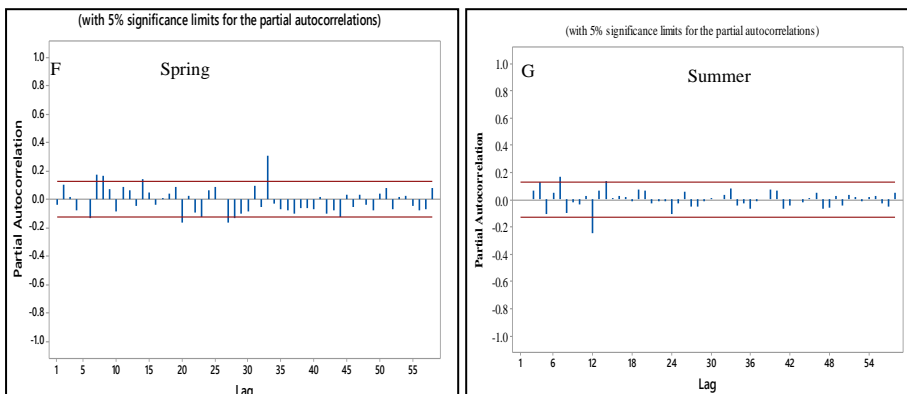 (with 5% significance limits for the partial autocorrelations)
F
Spring
Partial Autocorrelation
1.0
0.8
0.6
0.4
0.2
0.0
-0.2
-0.4
-0.6
-0.8
-1.0
1 5 10 15 20 25 30 35 40 45 50 55
Lag
(with 5% significance limits for the partial autocorrelations)
G
Summer
Partial Autocorrelation
1.0
0.8
0.6
0.4
0.2
0.0
-0.2
-0.4
-0.6
-0.8
-1.0
1 6 12 18 24 30 36 42 48 54
Lag